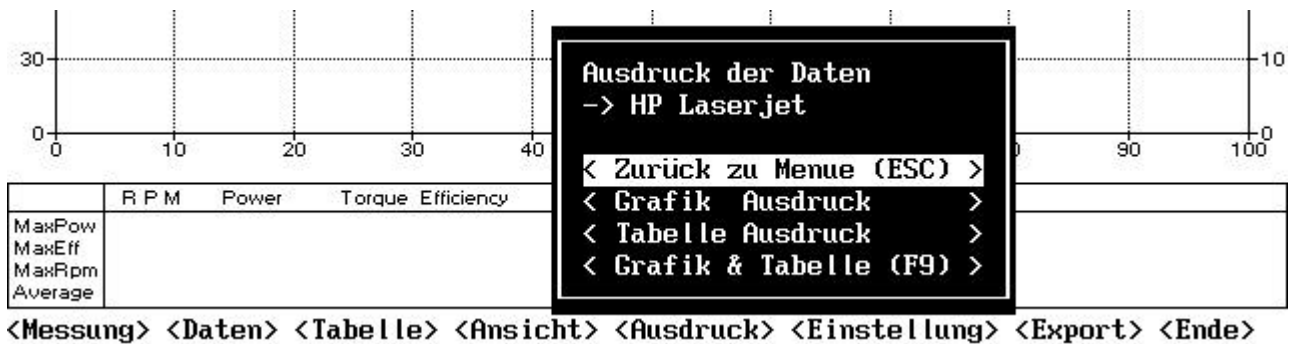 30
10
0
0
0 10 20 30 40 90 100
Ausdruck der Daten
-> HP Laserjet
< Zurück zu Menue (ESC) >
< Grafik Ausdruck >
< Tabelle Ausdruck >
< Grafik & Tabelle (F9) >
R P M Power Torque Efficiency
MaxPow
MaxEff
MaxRpm
Average
<Messung> <Daten> <Tabelle> <Ansicht> <Ausdruck> <Einstellung> <Export> <Ende>